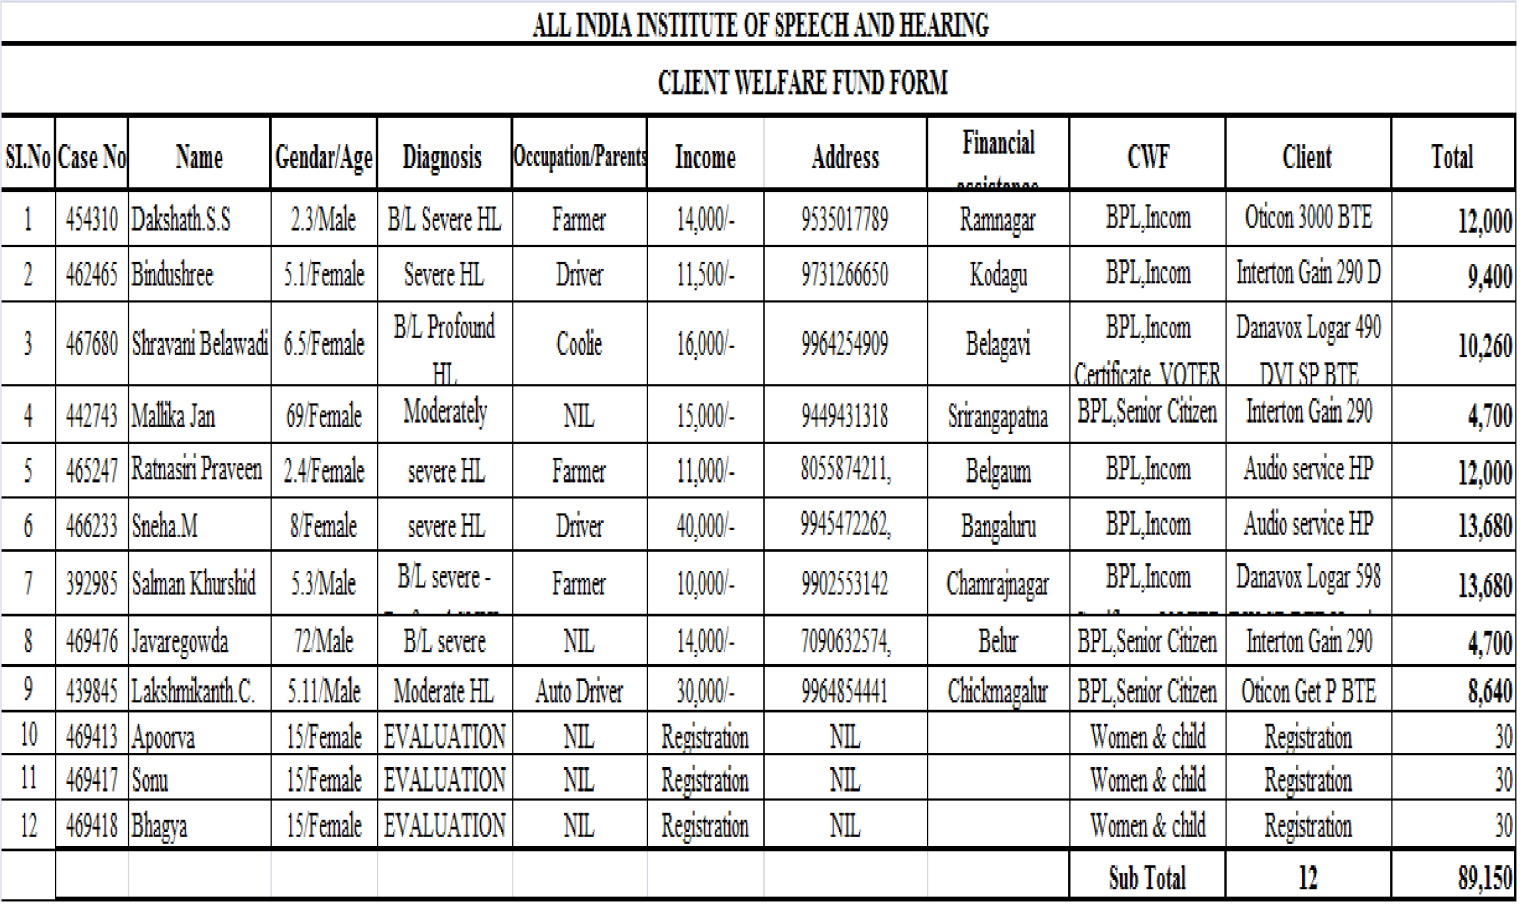 ALL INDIA INSTITUTE OF SPEECH AND HEARING
CLIENT WELFARE FUND FORM
SI.No Case No Name Gendar/Age Diagnosis Occupation/Parents Income Address Financial assistance CWF Client Total
1 454310 Dakshath.S.S 2.3/Male B/L Severe HL Farmer 14,000/- 9535017789 Ramnagar BPL,Incom Oticon 3000 BTE 12,000
2 462465 Bindushree 5.1/Female Severe HL Driver 11,500/- 9731266650 Kodagu BPL,Incom Interton Gain 290 D 9,400
3 467680 Shravani Belawadi 6.5/Female B/L Profound HL Coolie 16,000/- 9964254909 Belagavi BPL,Incom Certificate, VOTER Danavox Logar 490 DVI SP BTE 10,260
4 442743 Mallika Jan 69/Female Moderately NIL 15,000/- 9449431318 Srirangapatna BPL,Senior Citizen Interton Gain 290 4,700
5 465247 Ratnasiri Praveen 2.4/Female severe HL Farmer 11,000/- 8055874211, Belgaum BPL,Incom Audio service HP 12,000
6 466233 Sneha.M 8/Female severe HL Driver 40,000/- 9945472262, Bangaluru BPL,Incom Audio service HP 13,680
7 392985 Salman Khurshid 5.3/Male B/L severe - Farmer 10,000/- 9902553142 Chamrajnagar BPL,Incom Danavox Logar 598 13,680
8 469476 Javaregowda 72/Male B/L severe NIL 14,000/- 7090632574, Belur BPL,Senior Citizen Interton Gain 290 4,700
9 439845 Lakshmikanth.C. 5.11/Male Moderate HL Auto Driver 30,000/- 9964854441 Chickmagalur BPL,Senior Citizen Oticon Get P BTE 8,640
10 469413 Apoorva 15/Female EVALUATION NIL Registration NIL Women & child Registration 30
11 469417 Sonu 15/Female EVALUATION NIL Registration NIL Women & child Registration 30
12 469418 Bhagya 15/Female EVALUATION NIL Registration NIL Women & child Registration 30
Sub Total 12 89,150